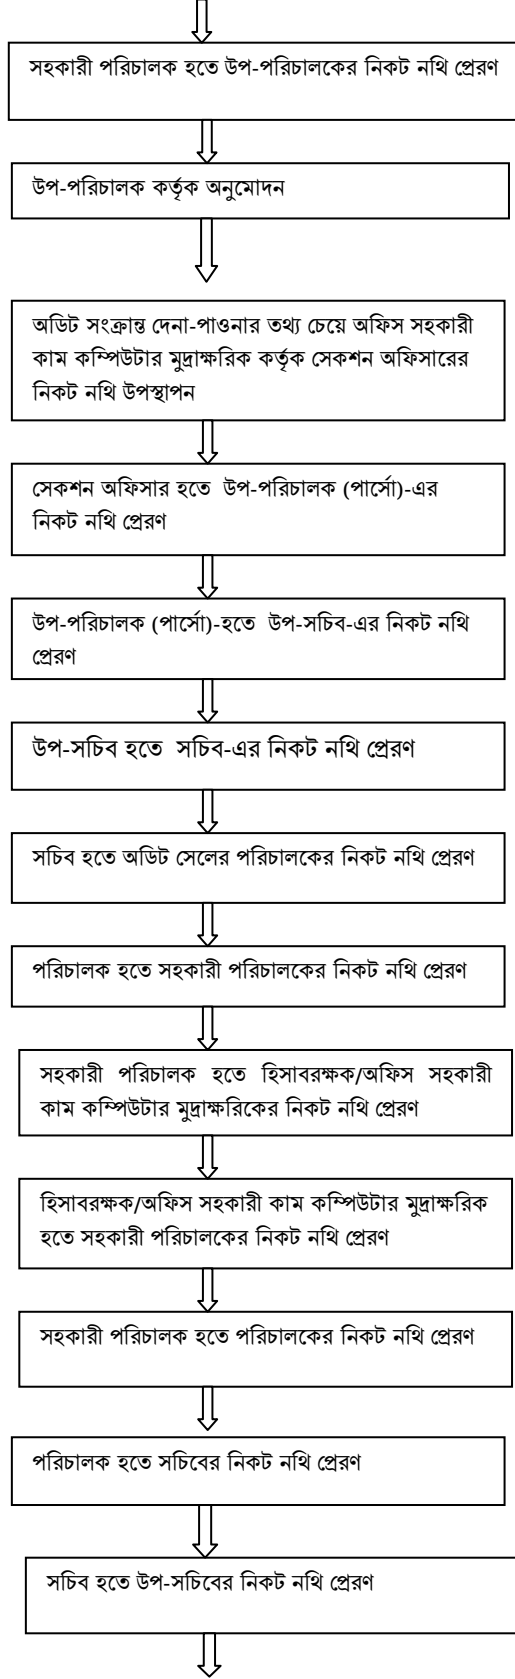 সহকারী পরিচালক হতে উপ-পরিচালকের নিকট নথি প্রেরণ
উপ-পরিচালক কর্তৃক অনুমোদন
অডিট সংক্রান্ত দেনা-পাওনার তথ্য চেয়ে অফিস সহকারী
কাম কম্পিউটার মুদ্রাক্ষরিক কর্তৃক সেকশন অফিসারের
নিকট নথি উপস্থাপন
সেকশন অফিসার হতে উপ-পরিচালক (পার্সো)-এর
নিকট নথি প্রেরণ
উপ-পরিচালক (পার্সো)-হতে উপ-সচিব-এর নিকট নথি
প্রেরণ
উপ-সচিব হতে সচিব-এর নিকট নথি প্রেরণ
সচিব হতে অডিট সেলের পরিচালকের নিকট নথি প্রেরণ
পরিচালক হতে সহকারী পরিচালকের নিকট নথি প্রেরণ
সহকারী পরিচালক হতে হিসাবরক্ষক/অফিস সহকারী
কাম কম্পিউটার মুদ্রাক্ষরিকের নিকট নথি প্রেরণ
হিসাবরক্ষক/অফিস সহকারী কাম কম্পিউটার মুদ্রাক্ষরিক
হতে সহকারী পরিচালকের নিকট নথি প্রেরণ
সহকারী পরিচালক হতে পরিচালকের নিকট নথি প্রেরণ
পরিচালক হতে সচিবের নিকট নথি প্রেরণ
সচিব হতে উপ-সচিবের নিকট নথি প্রেরণ